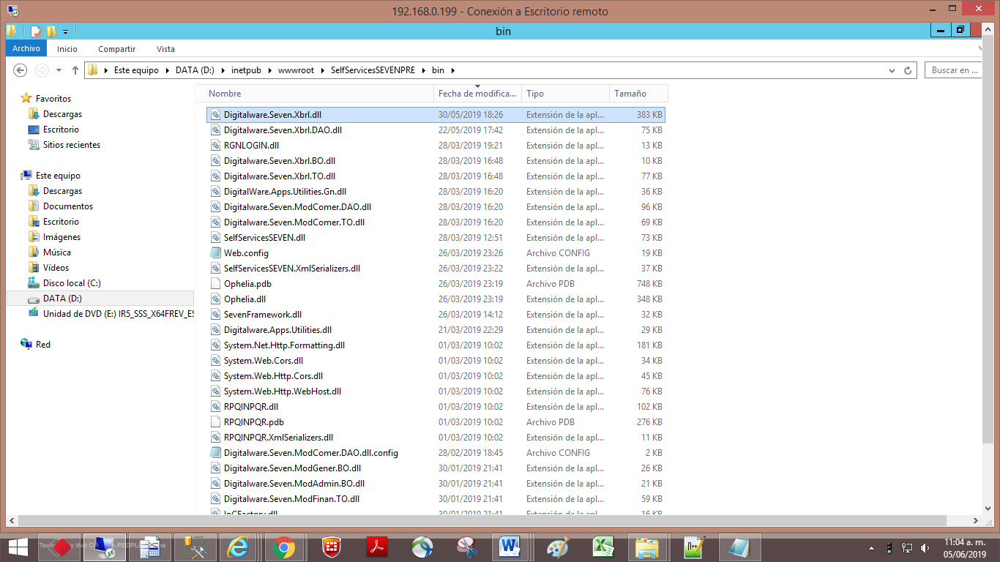 192.168.0.199 - Conexión a Escritorio remoto
bin
Archivo Inicio Compartir Vista
Este equipo DATA (D:) inetpub wwwroot SelfServicesSEVENPRE bin Buscar en ...
Nombre Fecha de modifica... Tipo Tamaño
Favoritos
Descargas
Escritorio
Sitios recientes
Este equipo
Descargas
Documentos
Escritorio
Imágenes
Música
Vídeos
Disco local (C:)
DATA (D:)
Unidad de DVD (E:) IR5_SSS_X64FREV_ES
Red
Digitalware.Seven.Xbrl.dll 30/05/2019 18:26 Extensión de la apl... 383 KB
Digitalware.Seven.Xbrl.DAO.dll 22/05/2019 17:42 Extensión de la apl... 75 KB
RGNLOGIN.dll 28/03/2019 19:21 Extensión de la apl... 13 KB
Digitalware.Seven.Xbrl.BO.dll 28/03/2019 16:48 Extensión de la apl... 10 KB
Digitalware.Seven.Xbrl.TO.dll 28/03/2019 16:48 Extensión de la apl... 77 KB
DigitalWare.Apps.Utilities.Gn.dll 28/03/2019 16:20 Extensión de la apl... 36 KB
Digitalware.Seven.ModComer.DAO.dll 28/03/2019 16:20 Extensión de la apl... 96 KB
Digitalware.Seven.ModComer.TO.dll 28/03/2019 16:20 Extensión de la apl... 69 KB
SelfServicesSEVEN.dll 28/03/2019 12:51 Extensión de la apl... 73 KB
Web.config 26/03/2019 23:26 Archivo CONFIG 19 KB
SelfServicesSEVEN.XmlSerializers.dll 26/03/2019 23:22 Extensión de la apl... 37 KB
Ophelia.pdb 26/03/2019 23:19 Archivo PDB 748 KB
Ophelia.dll 26/03/2019 23:19 Extensión de la apl... 348 KB
SevenFramework.dll 26/03/2019 14:12 Extensión de la apl... 32 KB
Digitalware.Apps.Utilities.dll 21/03/2019 22:29 Extensión de la apl... 29 KB
System.Net.Http.Formatting.dll 01/03/2019 10:02 Extensión de la apl... 181 KB
System.Web.Cors.dll 01/03/2019 10:02 Extensión de la apl... 34 KB
System.Web.Http.Cors.dll 01/03/2019 10:02 Extensión de la apl... 45 KB
System.Web.Http.WebHost.dll 01/03/2019 10:02 Extensión de la apl... 76 KB
RPQINPQR.dll 01/03/2019 10:02 Extensión de la apl... 102 KB
RPQINPQR.pdb 01/03/2019 10:02 Archivo PDB 276 KB
RPQINPQR.XmlSerializers.dll 01/03/2019 10:02 Extensión de la apl... 11 KB
Digitalware.Seven.ModComer.DAO.dll.config 28/02/2019 18:45 Archivo CONFIG 2 KB
Digitalware.Seven.ModGener.BO.dll 30/01/2019 21:41 Extensión de la apl... 26 KB
Digitalware.Seven.ModAdmin.BO.dll 30/01/2019 21:41 Extensión de la apl... 21 KB
Digitalware.Seven.ModFinan.TO.dll 30/01/2019 21:41 Extensión de la apl... 59 KB
IoCFactory.dll 30/01/2019 21:41 Extensión de la apl... 16 KB
11:04 a. m.
05/06/2019